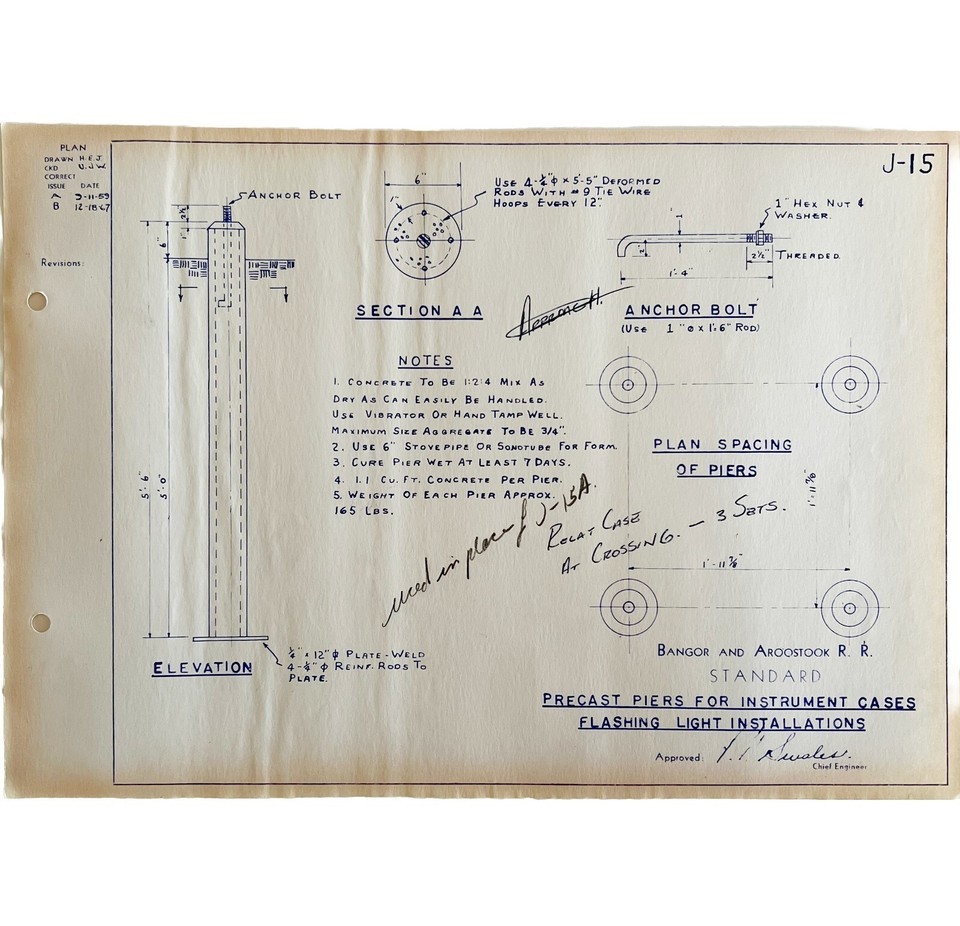 PLAN
DRAWN H.E.J.
CKD V.J.W.
CORRECT
ISSUE DATE
A 3-11-59
B 12-18-67
Revisions:
J-15
ANCHOR BOLT
2½"
1"
6"
5'-6"
5'-0"
ELEVATION
¼" x 12" ϕ PLATE-WELD
4-¼" ϕ REINF. RODS TO
PLATE.
6"
1"
USE 4-¼"ϕ x 5'-5" DEFORMED
RODS WITH #9 TIE WIRE
HOOPS EVERY 12".
SECTION A A
1" HEX NUT &
WASHER.
1"
2"
2½" THREADED.
1'-4"
ANCHOR BOLT
(USE 1"ø x 1'-6" ROD)
NOTES
1. CONCRETE TO BE 1:2:4 MIX AS
DRY AS CAN EASILY BE HANDLED.
USE VIBRATOR OR HAND TAMP WELL.
MAXIMUM SIZE AGGREGATE TO BE 3/4".
2. USE 6" STOVEPIPE OR SONOTUBE FOR FORM.
3. CURE PIER WET AT LEAST 7 DAYS.
4. 1.1 CU. FT. CONCRETE PER PIER.
5. WEIGHT OF EACH PIER APPROX.
165 LBS.
used in place of J-15A.
RELAY CASE
AT CROSSING. — 3 SETS.
PLAN SPACING
OF PIERS
1'-11⅞"
1'-11⅞"
BANGOR AND AROOSTOOK R. R.
STANDARD
PRECAST PIERS FOR INSTRUMENT CASES
FLASHING LIGHT INSTALLATIONS
Approved:
Chief Engineer